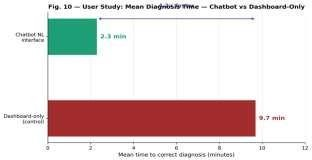 Fig. 10 — User Study: Mean Diagnosis Time — Chatbot vs Dashboard-Only
Chatbot NL
interface
2.3 min
Dashboard-only
(control)
9.7 min
0 2 4 6 8 10 12
Mean time to correct diagnosis (minutes)